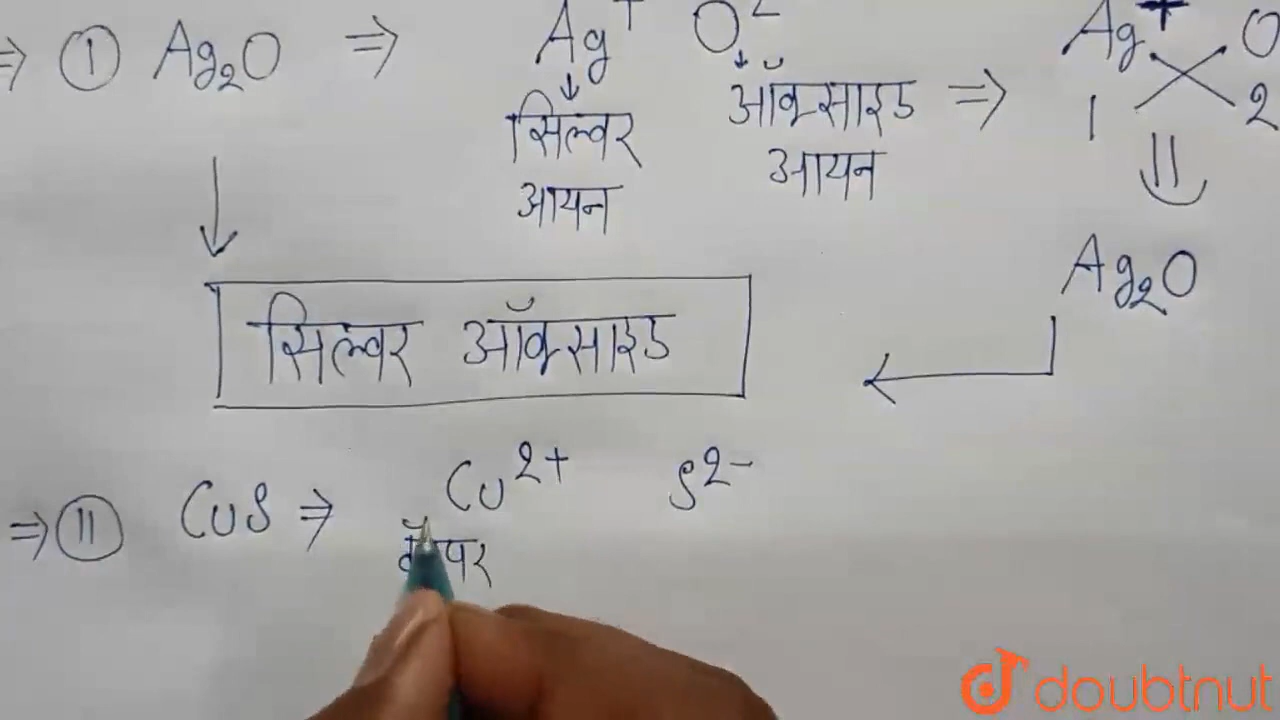 ⇒ ① Ag₂O ⇒ Ag⁺ O²⁻ ⇒ Ag⁺ O
↓ ↓ 1 2
सिल्वर ऑक्साइड
आयन आयन
Ag₂O
सिल्वर ऑक्साइड
⇒ (II) CuS ⇒ Cu²⁺ S²⁻
कॉपर
doubtnut